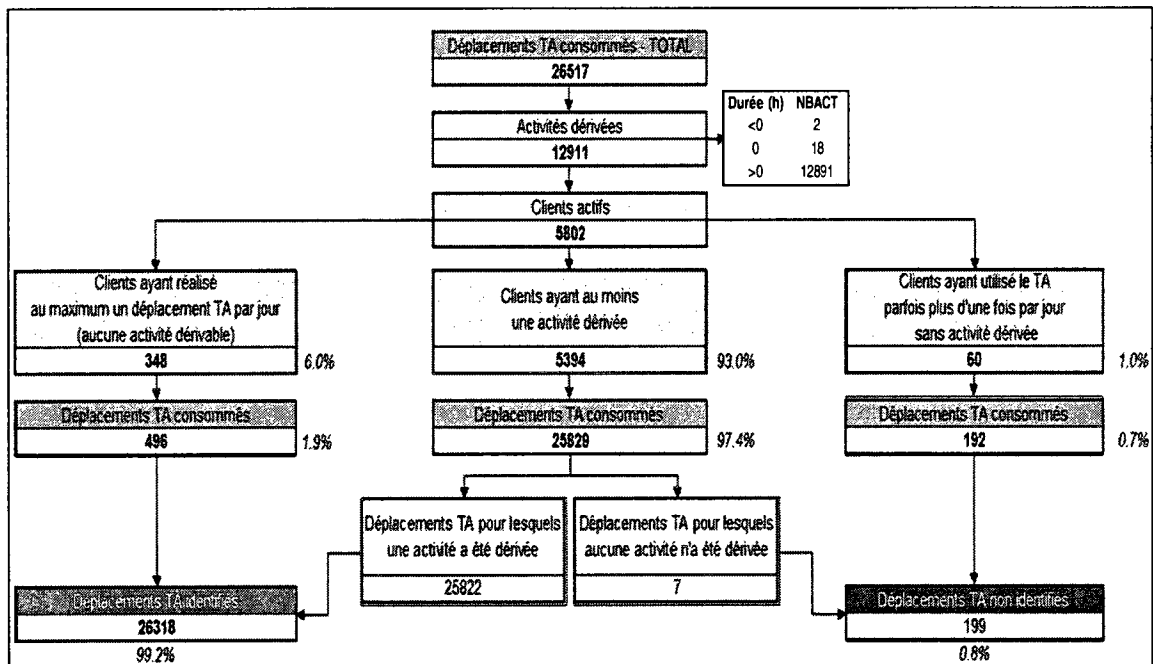 Déplacements TA consommés - TOTAL
26517
Activités dérivées
12911
Durée (h) NBACT
<0 2
0 18
>0 12891
Clients actifs
5802
Clients ayant réalisé
au maximum un déplacement TA par jour
(aucune activité dérivable)
348
6.0%
Clients ayant au moins
une activité dérivée
5394
93.0%
Clients ayant utilisé le TA
parfois plus d'une fois par jour
sans activité dérivée
60
1.0%
Déplacements TA consommés
496
1.9%
Déplacements TA consommés
25829
97.4%
Déplacements TA consommés
192
0.7%
Déplacements TA pour lesquels
une activité a été dérivée
25822
Déplacements TA pour lesquels
aucune activité n'a été dérivée
7
Déplacements TA identifiés
26318
99.2%
Déplacements TA non identifiés
199
0.8%